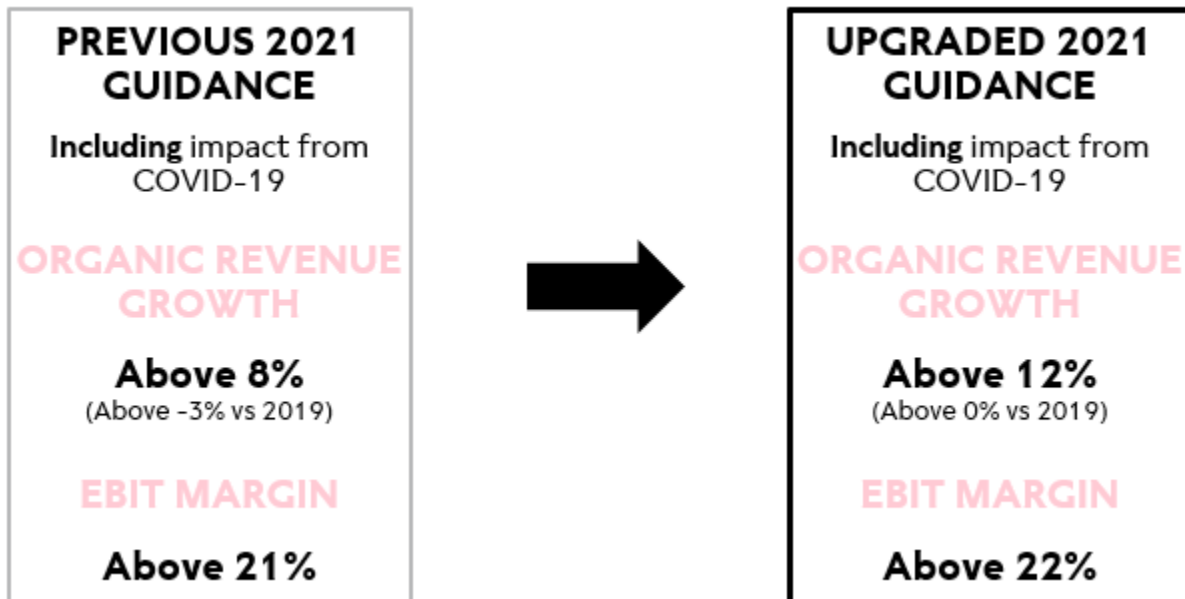 PREVIOUS 2021
GUIDANCE
Including impact from
COVID-19
ORGANIC REVENUE
GROWTH
Above 8%
(Above -3% vs 2019)
EBIT MARGIN
Above 21%
UPGRADED 2021
GUIDANCE
Including impact from
COVID-19
ORGANIC REVENUE
GROWTH
Above 12%
(Above 0% vs 2019)
EBIT MARGIN
Above 22%